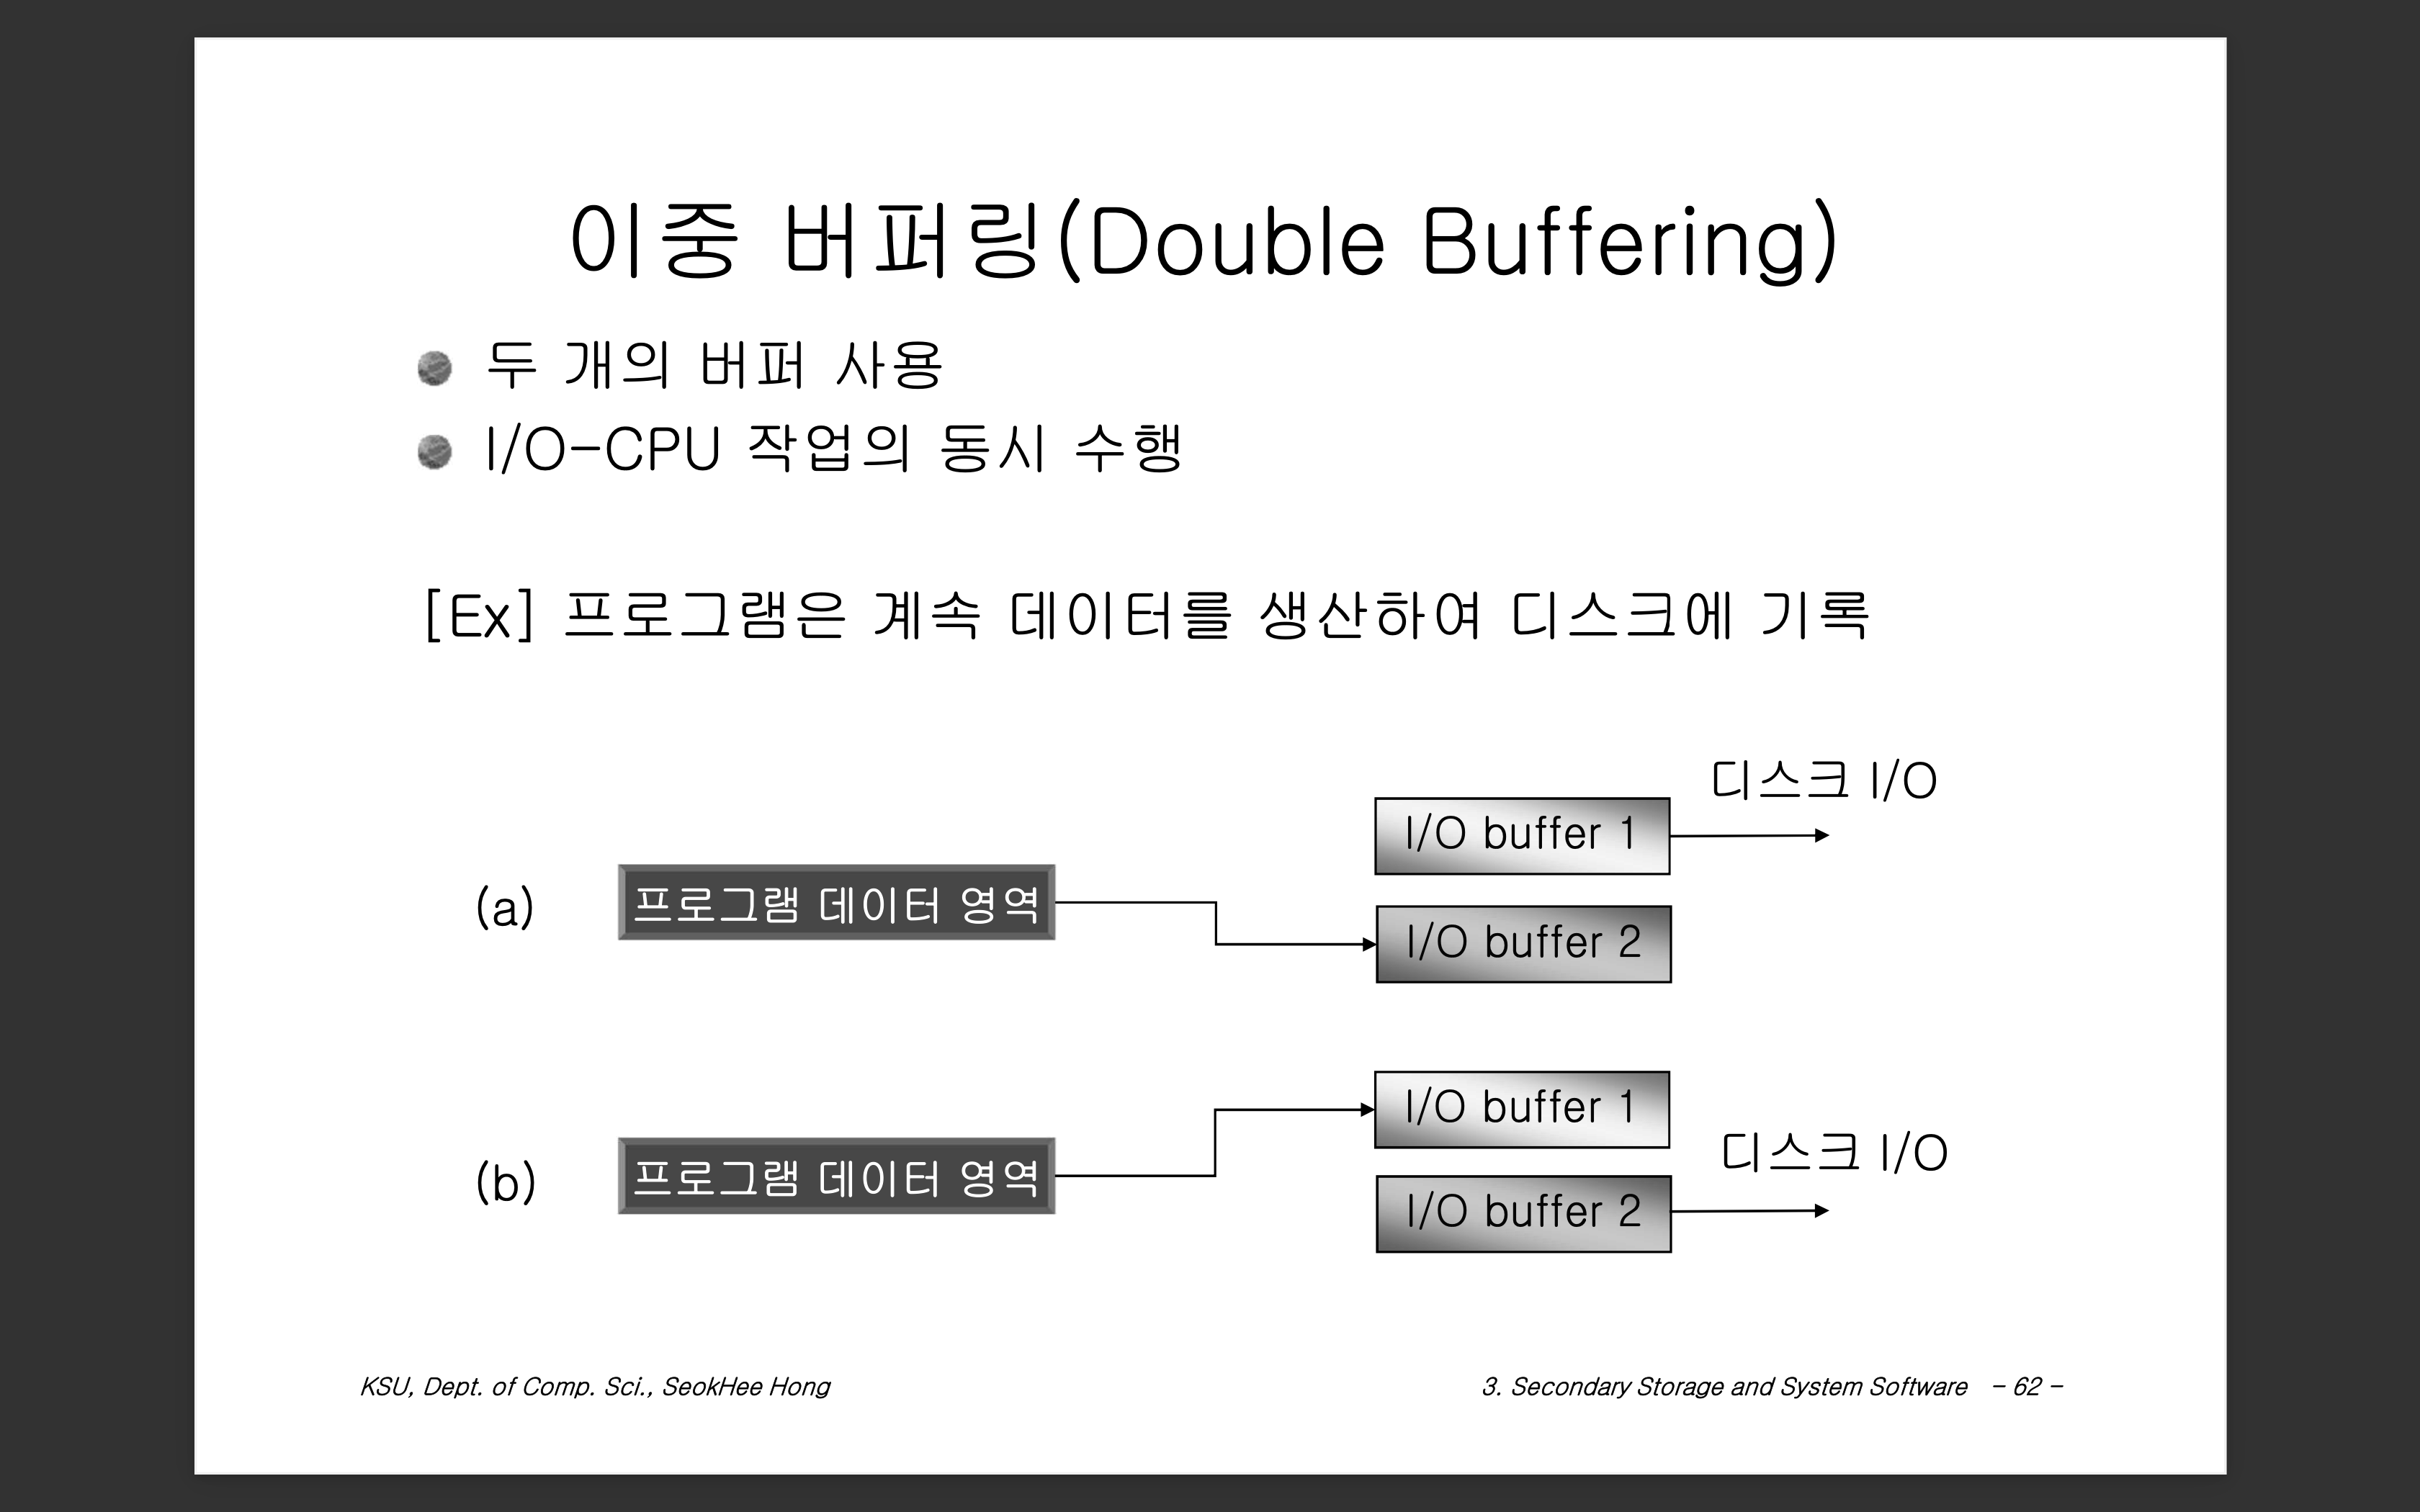 이중 버퍼링(Double Buffering)
두 개의 버퍼 사용
I/O-CPU 작업의 동시 수행
[Ex] 프로그램은 계속 데이터를 생산하여 디스크에 기록
디스크 I/O
I/O buffer 1
(a)
프로그램 데이터 영역
I/O buffer 2
I/O buffer 1
디스크 I/O
(b)
프로그램 데이터 영역
I/O buffer 2
KSU, Dept. of Comp. Sci., SeokHee Hong
3. Secondary Storage and System Software - 62 -